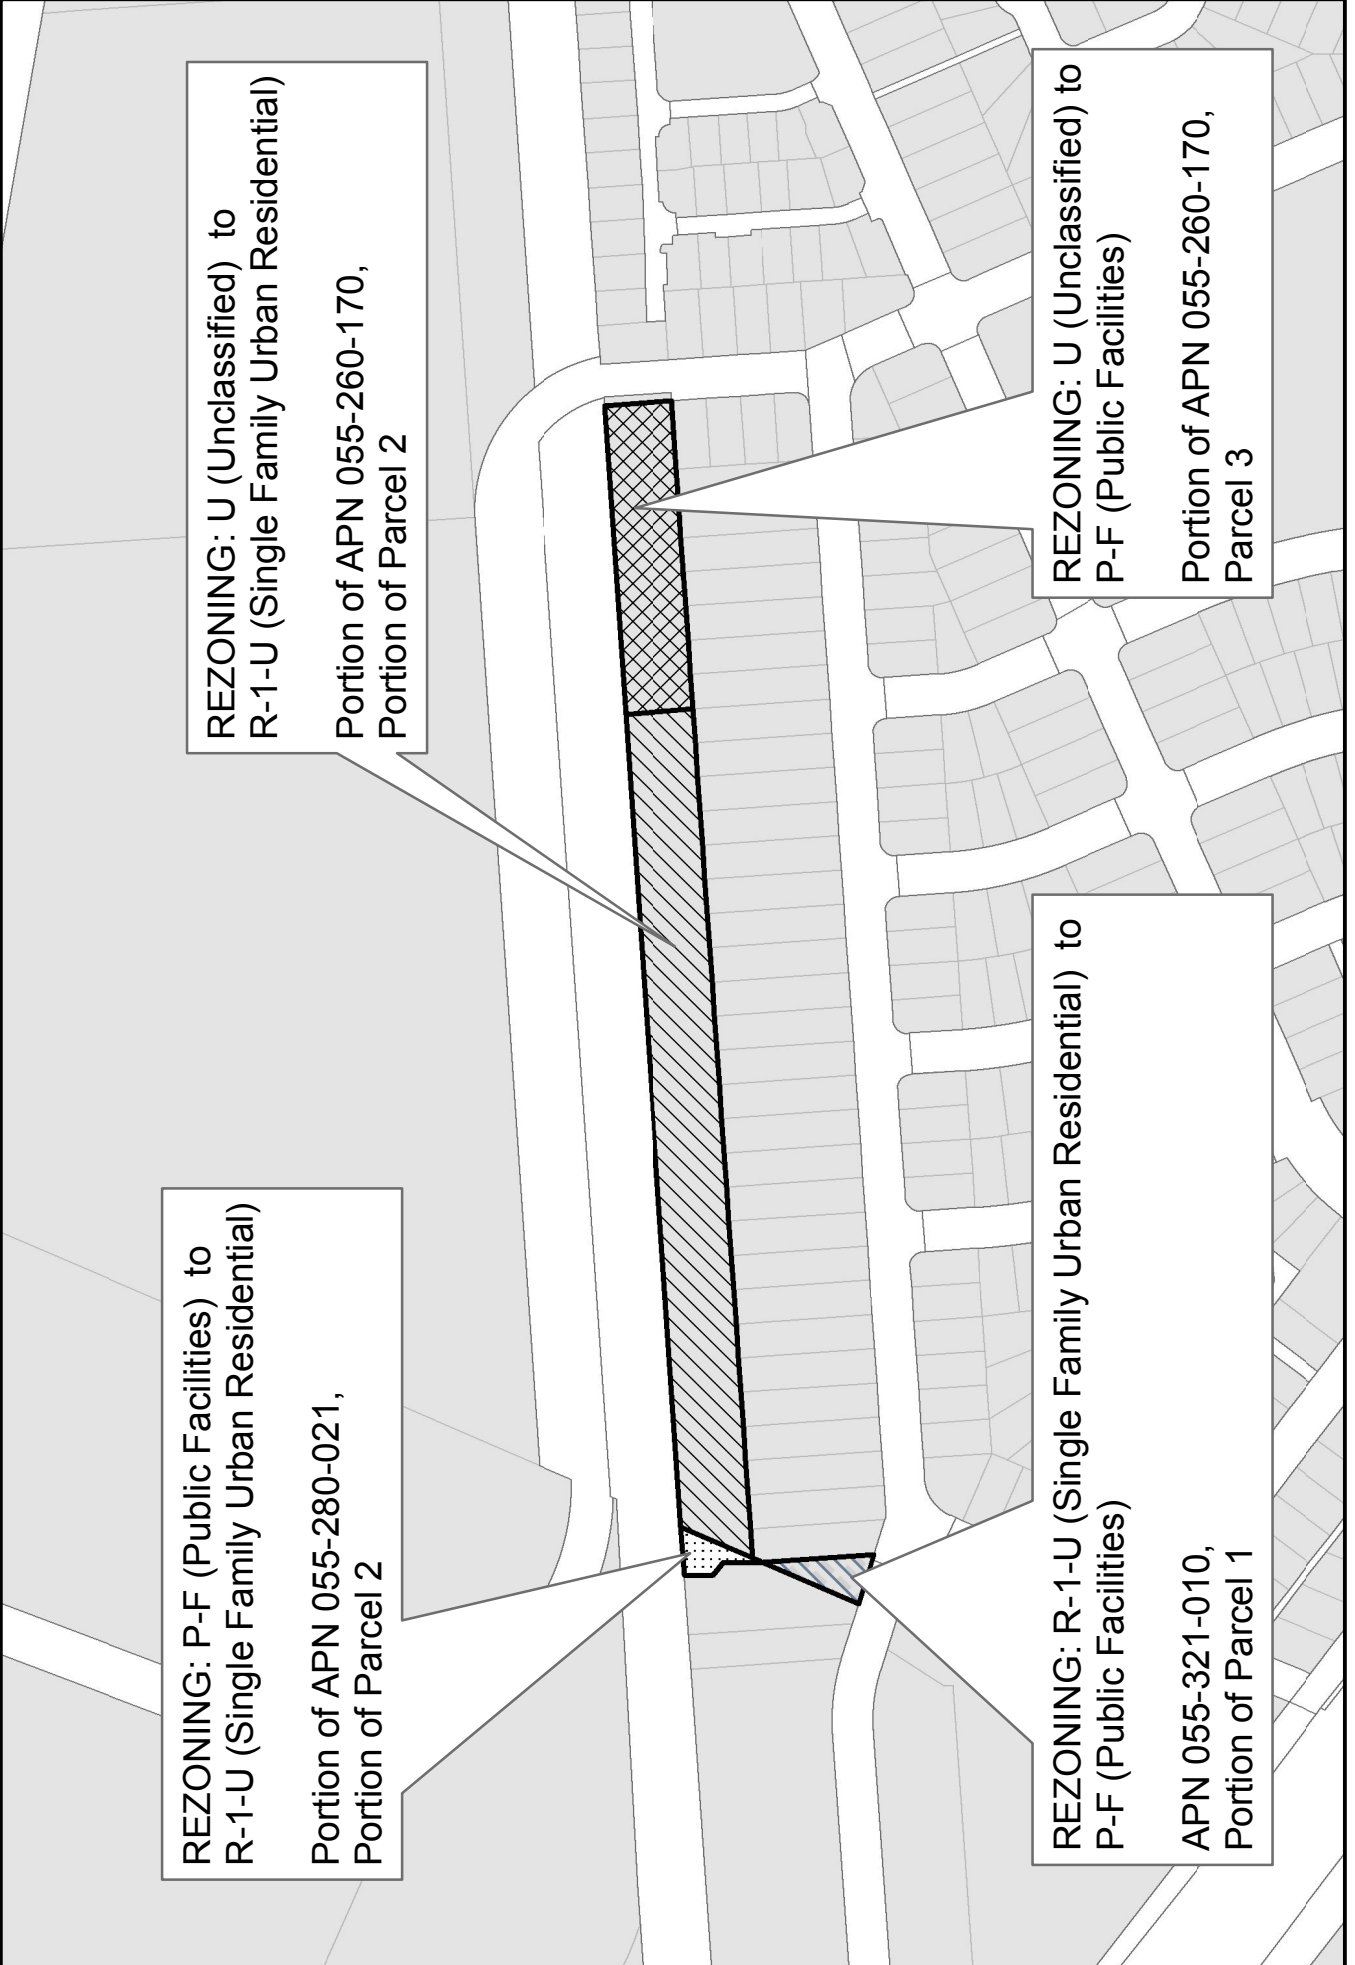 REZONING: P-F (Public Facilities) to
R-1-U (Single Family Urban Residential)
Portion of APN 055-280-021,
Portion of Parcel 2
REZONING: U (Unclassified) to
R-1-U (Single Family Urban Residential)
Portion of APN 055-260-170,
Portion of Parcel 2
REZONING: R-1-U (Single Family Urban Residential) to
P-F (Public Facilities)
APN 055-321-010,
Portion of Parcel 1
REZONING: U (Unclassified) to
P-F (Public Facilities)
Portion of APN 055-260-170,
Parcel 3